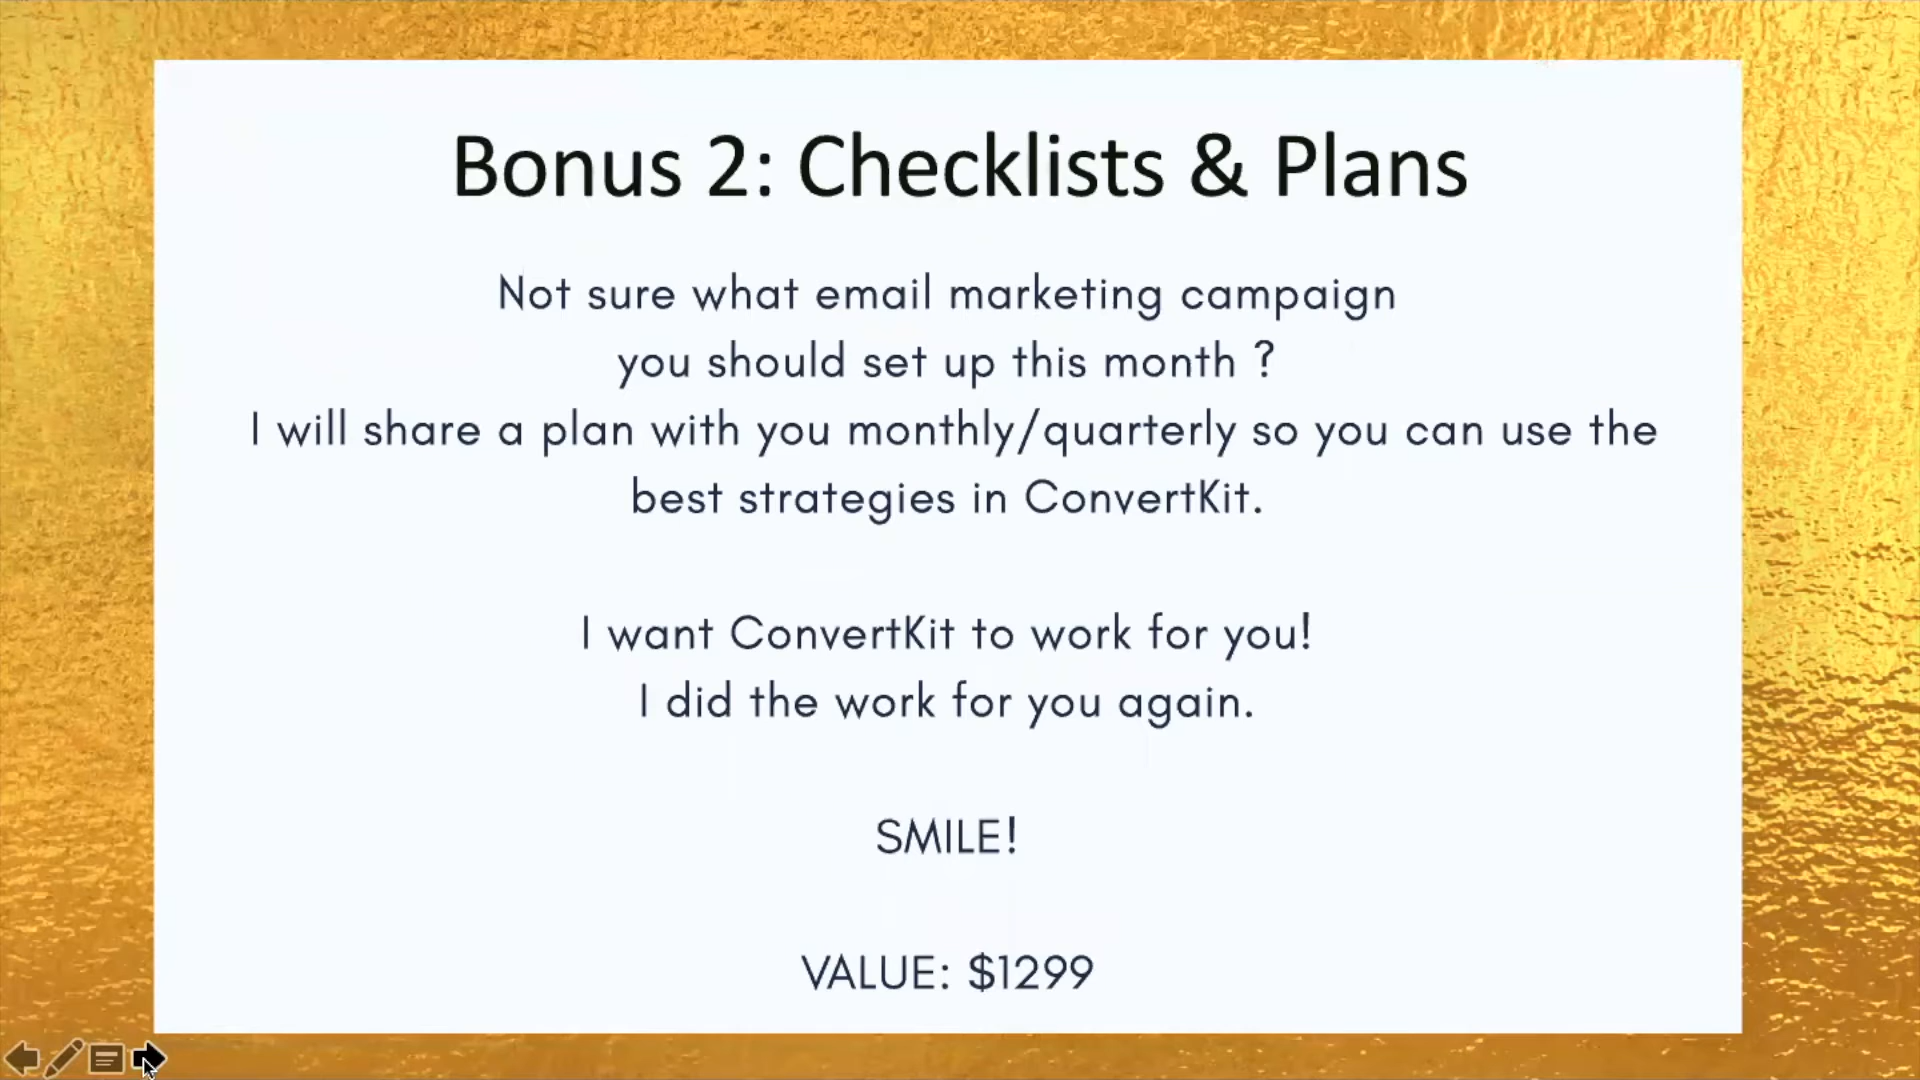 Bonus 2: Checklists & Plans
Not sure what email marketing campaign
you should set up this month ?
I will share a plan with you monthly/quarterly so you can use the
best strategies in ConvertKit.
I want ConvertKit to work for you!
I did the work for you again.
SMILE!
VALUE: $1299